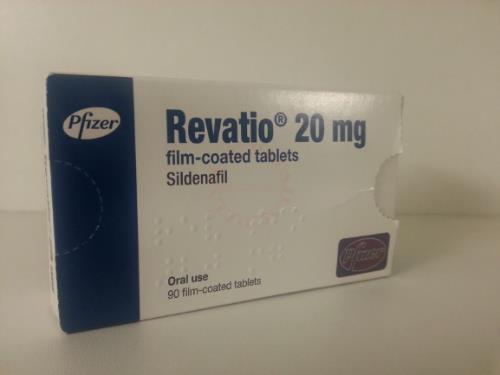 Pfizer
Revatio® 20 mg
film-coated tablets
Sildenafil
Oral use
90 film-coated tablets
Pfizer